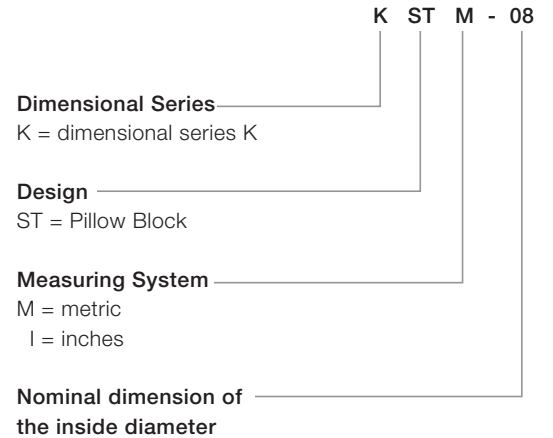 K ST M - 08
Dimensional Series
K = dimensional series K
Design
ST = Pillow Block
Measuring System
M = metric
I = inches
Nominal dimension of
the inside diameter